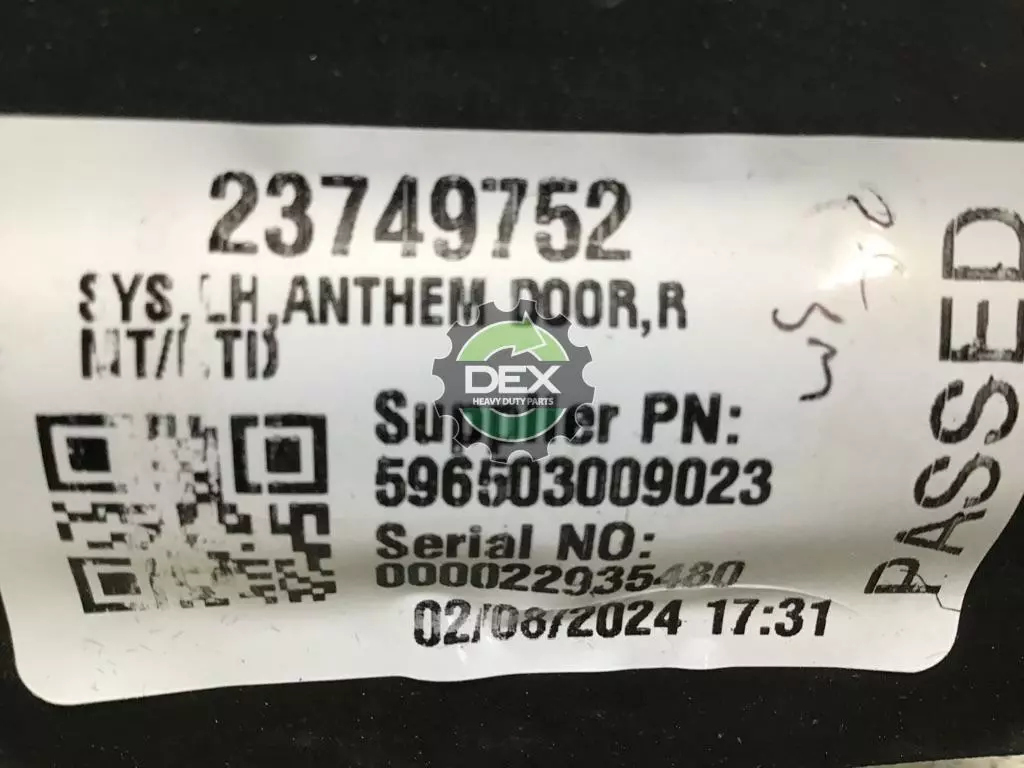 23749752
SYS, LH, ANTHEM DOOR, R
Supplier PN:
596503009023
Serial NO:
000022935480
02/08/2024 17:31
PASSED
DEX
HEAVY DUTY PARTS